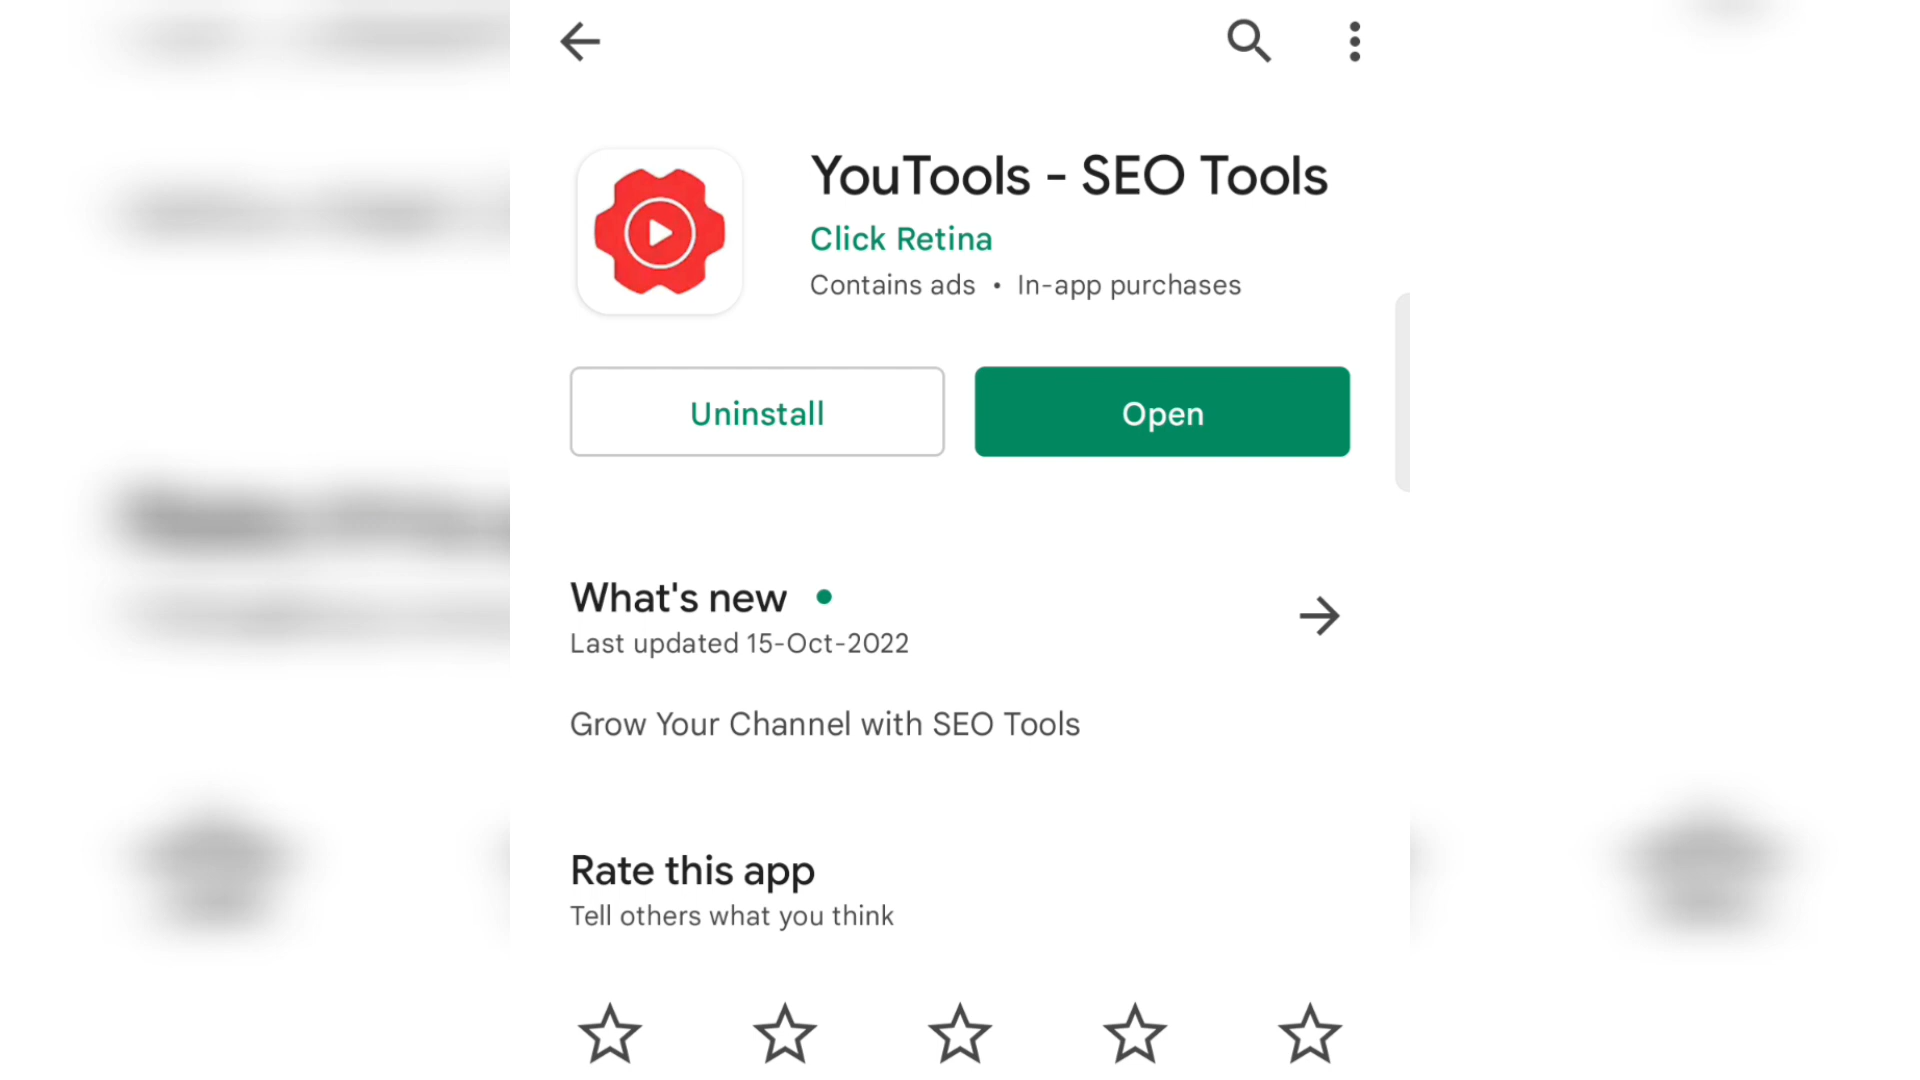 YouTools - SEO Tools
Click Retina
Contains ads • In-app purchases
Uninstall
Open
What's new
Last updated 15-Oct-2022
Grow Your Channel with SEO Tools
Rate this app
Tell others what you think